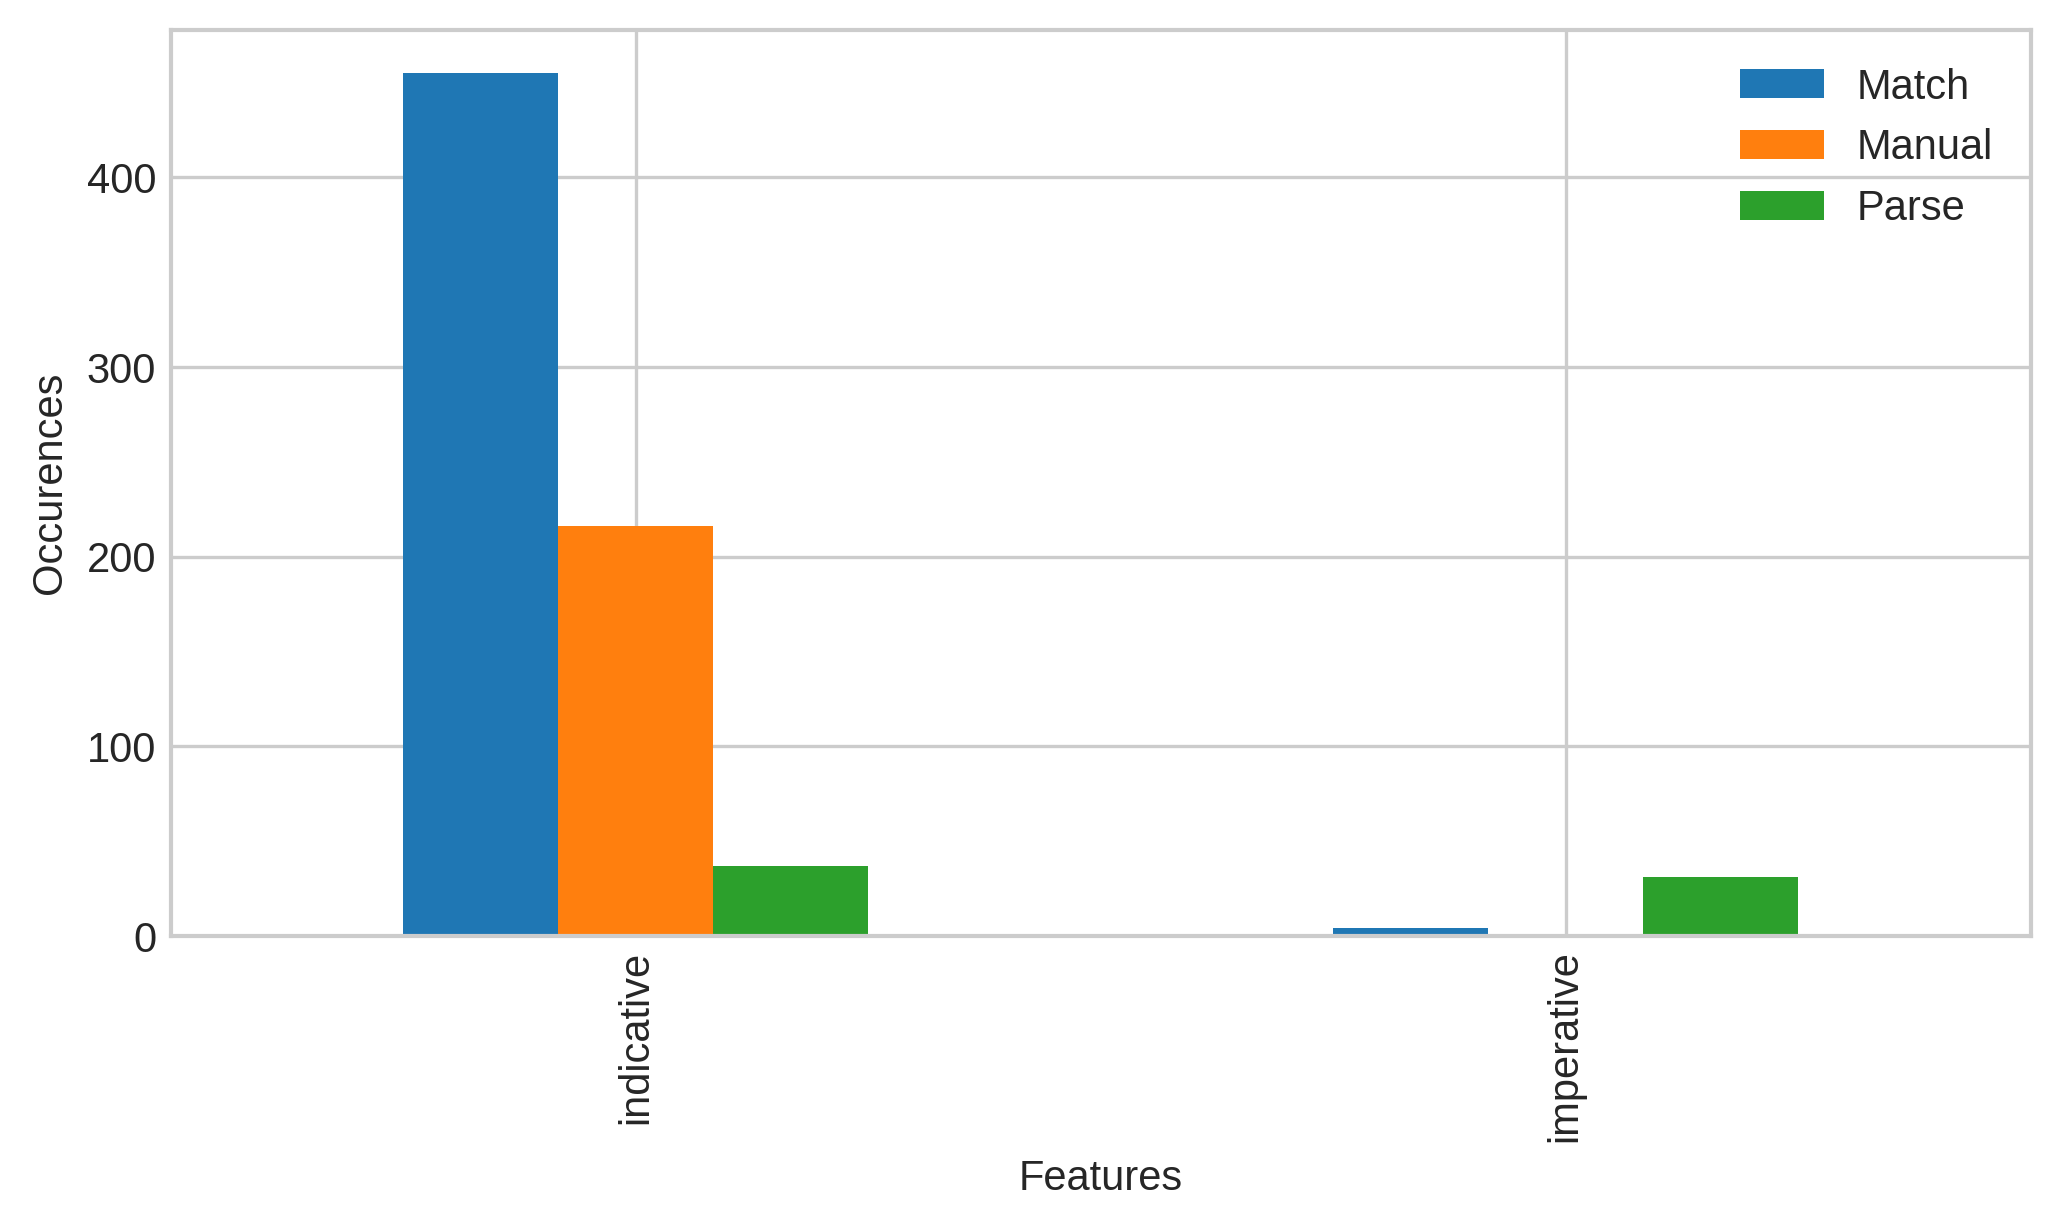 Match
Manual
Parse
400
300
200
100
0
Occurences
indicative
imperative
Features